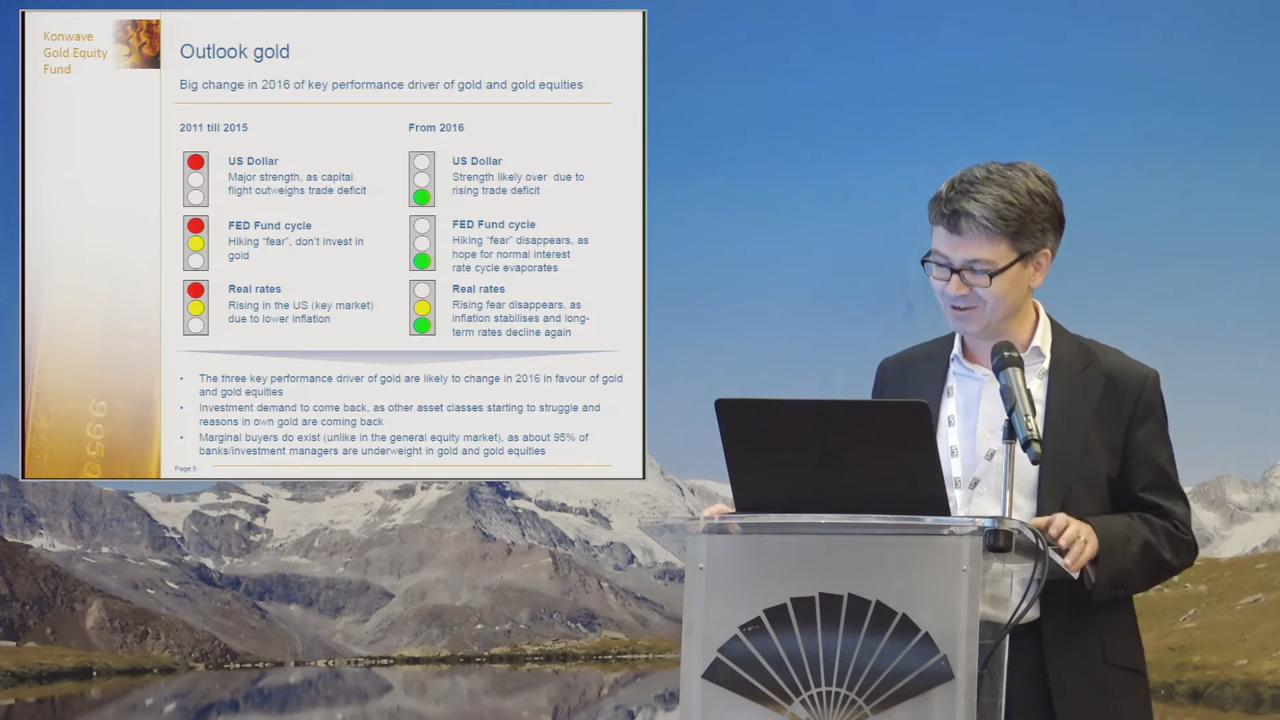 Konwave
Gold Equity
Fund
Outlook gold
Big change in 2016 of key performance driver of gold and gold equities
2011 till 2015
From 2016
US Dollar
Major strength, as capital
flight outweighs trade deficit
US Dollar
Strength likely over due to
rising trade deficit
FED Fund cycle
Hiking “fear”, don’t invest in
gold
FED Fund cycle
Hiking “fear” disappears, as
hope for normal interest
rate cycle evaporates
Real rates
Rising in the US (key market)
due to lower inflation
Real rates
Rising fear disappears, as
inflation stabilises and long-
term rates decline again
• The three key performance driver of gold are likely to change in 2016 in favour of gold
and gold equities
• Investment demand to come back, as other asset classes starting to struggle and
reasons in own gold are coming back
• Marginal buyers do exist (unlike in the general equity market), as about 95% of
banks/investment managers are underweight in gold and gold equities
Page 5